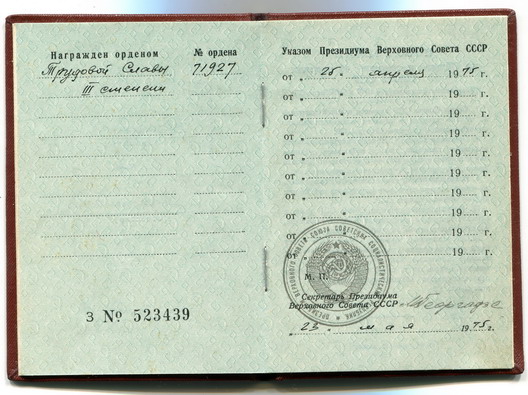 Награжден орденом
№ ордена
Трудовой Славы
71927
III степени
З № 523439
Указом Президиума Верховного Совета СССР
от „ 25 “ апреля 1975 г.
от „ “ 19 г.
от „ “ 19 г.
от „ “ 19 г.
от „ “ 19 г.
от „ “ 19 г.
от „ “ 19 г.
от „ “ 19 г.
от „ “ 19 г.
от „ “ 19 г.
М. П.
Секретарь Президиума
Верховного Совета СССР
МГеоргадзе
„ 23 “ мая 1975 г.